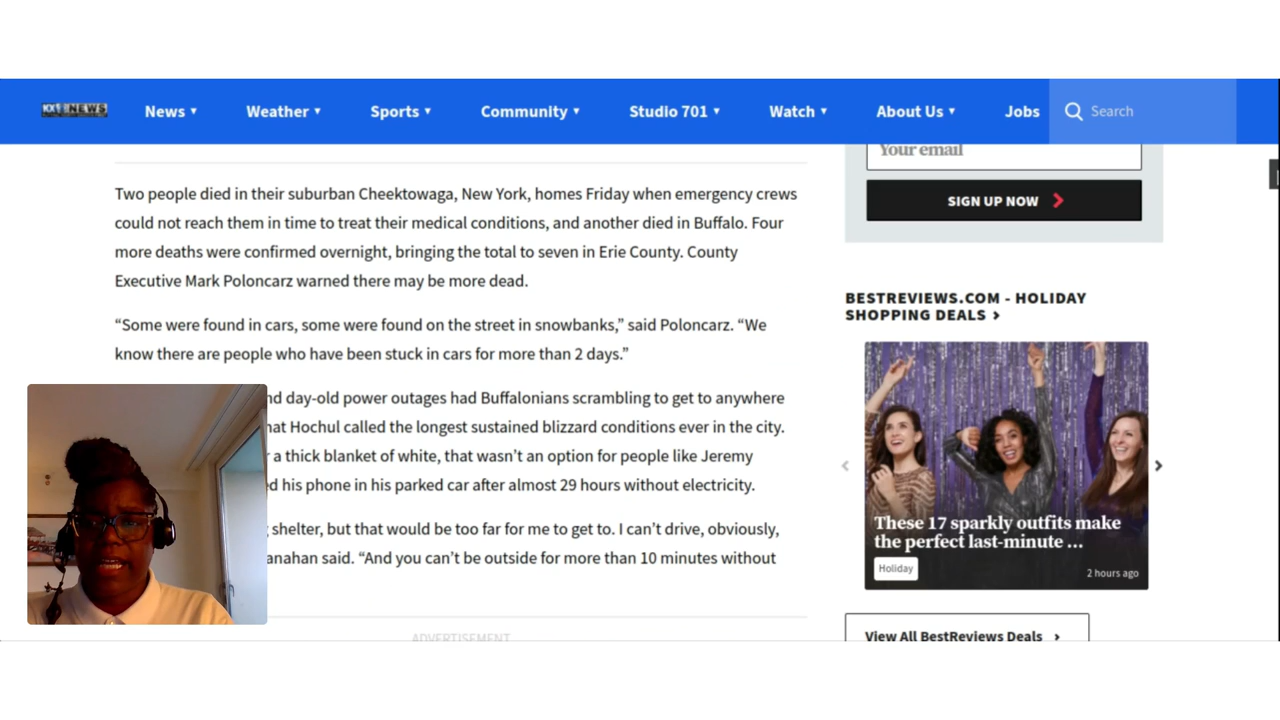 KX NEWS
News ▾
Weather ▾
Sports ▾
Community ▾
Studio 701 ▾
Watch ▾
About Us ▾
Jobs
Search
Two people died in their suburban Cheektowaga, New York, homes Friday when emergency crews
could not reach them in time to treat their medical conditions, and another died in Buffalo. Four
more deaths were confirmed overnight, bringing the total to seven in Erie County. County
Executive Mark Poloncarz warned there may be more dead.
“Some were found in cars, some were found on the street in snowbanks,” said Poloncarz. “We
know there are people who have been stuck in cars for more than 2 days.”
day-old power outages had Buffalonians scrambling to get to anywhere
Hochul called the longest sustained blizzard conditions ever in the city.
a thick blanket of white, that wasn’t an option for people like Jeremy
his phone in his parked car after almost 29 hours without electricity.
shelter, but that would be too far for me to get to. I can’t drive, obviously,
said. “And you can’t be outside for more than 10 minutes without
ADVERTISEMENT
Your email
SIGN UP NOW
BESTREVIEWS.COM - HOLIDAY
SHOPPING DEALS ›
These 17 sparkly outfits make
the perfect last-minute ...
Holiday
2 hours ago
View All BestReviews Deals ›